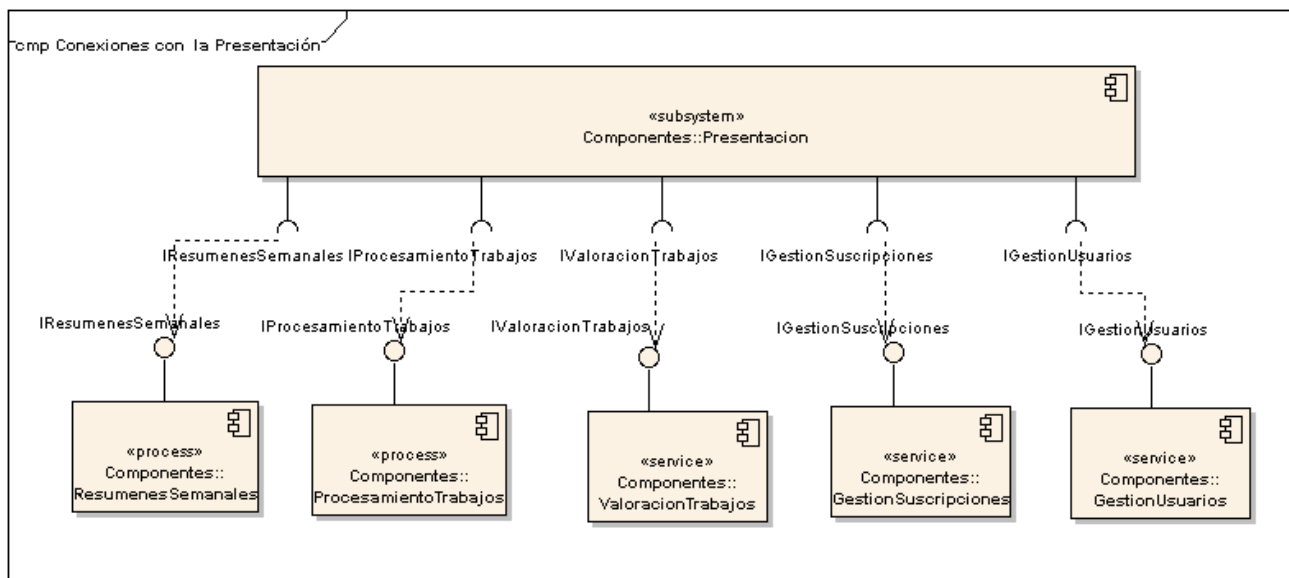 cmp Conexiones con la Presentación
«subsystem»
Componentes::Presentacion
IResumenesSemanales
IProcesamientoTrabajos
IValoracionTrabajos
IGestionSuscripciones
IGestionUsuarios
IResumenesSemanales
IProcesamientoTrabajos
IValoracionTrabajos
IGestionSuscripciones
IGestionUsuarios
«process»
Componentes::
ResumenesSemanales
«process»
Componentes::
ProcesamientoTrabajos
«service»
Componentes::
ValoracionTrabajos
«service»
Componentes::
GestionSuscripciones
«service»
Componentes::
GestionUsuarios